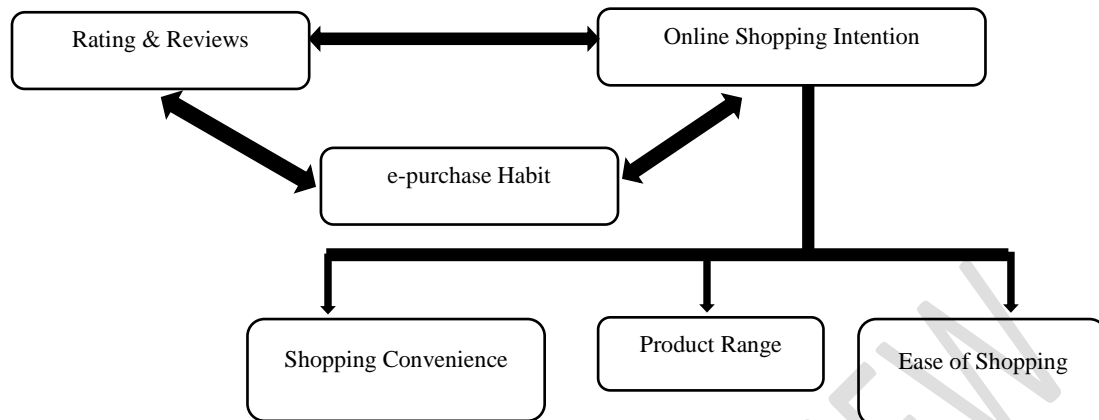 Rating & Reviews
Online Shopping Intention
e-purchase Habit
Shopping Convenience
Product Range
Ease of Shopping